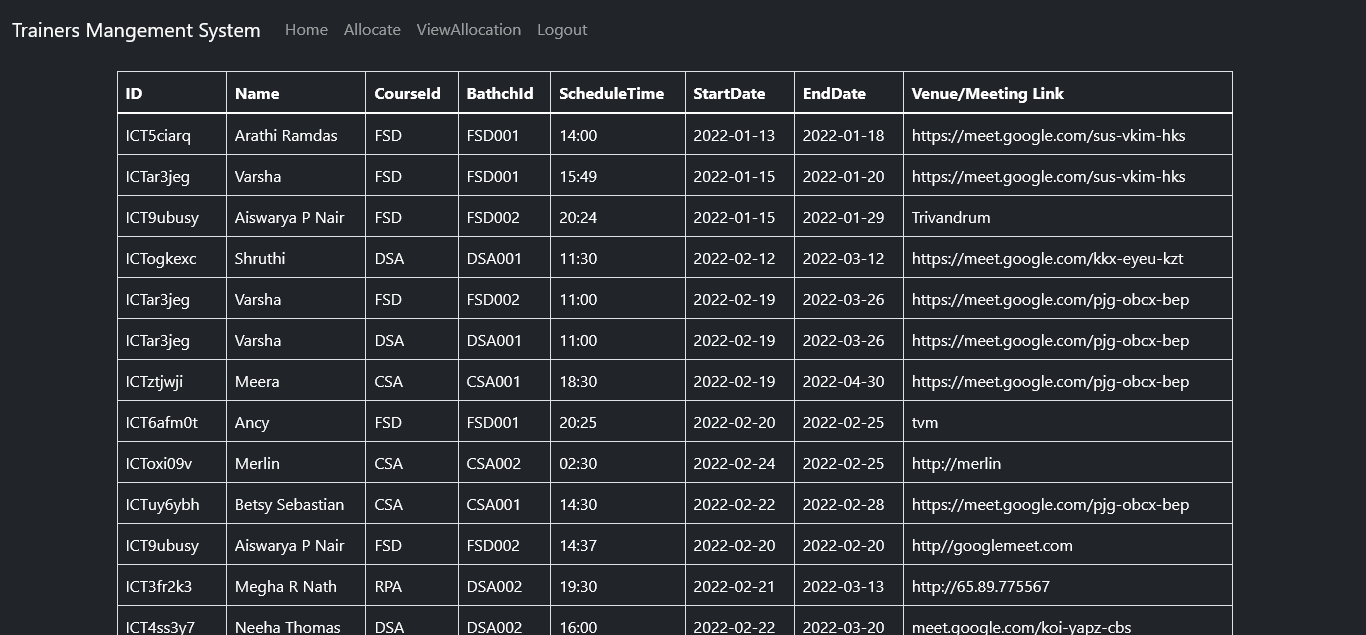 Trainers Mangement System Home Allocate ViewAllocation Logout
ID Name CourseId BathchId ScheduleTime StartDate EndDate Venue/Meeting Link
ICT5ciarq Arathi Ramdas FSD FSD001 14:00 2022-01-13 2022-01-18 https://meet.google.com/sus-vkim-hks
ICTar3jeg Varsha FSD FSD001 15:49 2022-01-15 2022-01-20 https://meet.google.com/sus-vkim-hks
ICT9ubusy Aiswarya P Nair FSD FSD002 20:24 2022-01-15 2022-01-29 Trivandrum
ICTogkexc Shruthi DSA DSA001 11:30 2022-02-12 2022-03-12 https://meet.google.com/kkx-eyeu-kzt
ICTar3jeg Varsha FSD FSD002 11:00 2022-02-19 2022-03-26 https://meet.google.com/pjg-obcx-bep
ICTar3jeg Varsha DSA DSA001 11:00 2022-02-19 2022-03-26 https://meet.google.com/pjg-obcx-bep
ICTztjwji Meera CSA CSA001 18:30 2022-02-19 2022-04-30 https://meet.google.com/pjg-obcx-bep
ICT6afm0t Ancy FSD FSD001 20:25 2022-02-20 2022-02-25 tvm
ICToxi09v Merlin CSA CSA002 02:30 2022-02-24 2022-02-25 http://merlin
ICTuy6ybh Betsy Sebastian CSA CSA001 14:30 2022-02-22 2022-02-28 https://meet.google.com/pjg-obcx-bep
ICT9ubusy Aiswarya P Nair FSD FSD002 14:37 2022-02-20 2022-02-20 http//googlemeet.com
ICT3fr2k3 Megha R Nath RPA DSA002 19:30 2022-02-21 2022-03-13 http://65.89.775567
ICT4ss3y7 Neeha Thomas DSA DSA002 16:00 2022-02-22 2022-03-20 meet.google.com/koi-yapz-cbs